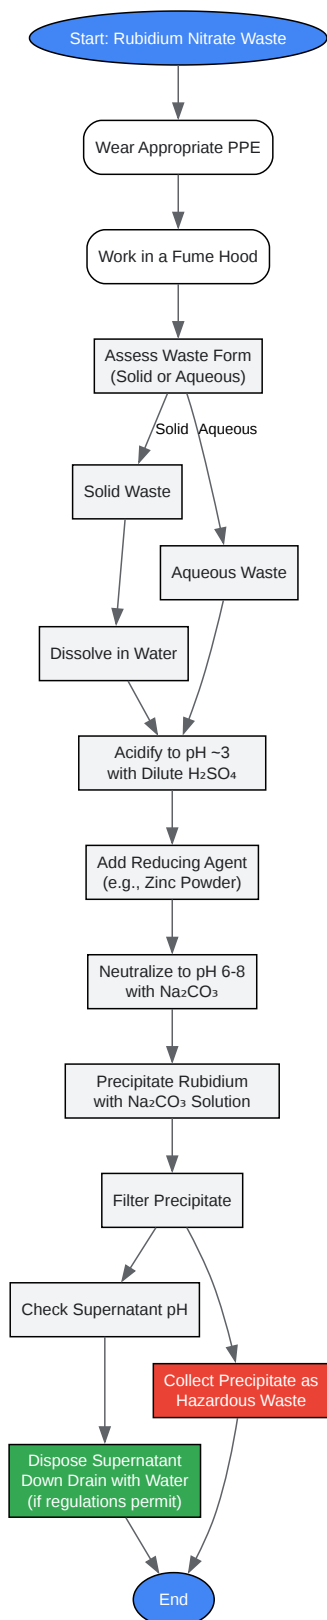 Start: Rubidium Nitrate Waste
Wear Appropriate PPE
Work in a Fume Hood
Assess Waste Form
(Solid or Aqueous)
Solid
Aqueous
Solid Waste
Aqueous Waste
Dissolve in Water
Acidify to pH ~3
with Dilute H₂SO₄
Add Reducing Agent
(e.g., Zinc Powder)
Neutralize to pH 6-8
with Na₂CO₃
Precipitate Rubidium
with Na₂CO₃ Solution
Filter Precipitate
Check Supernatant pH
Collect Precipitate as
Hazardous Waste
Dispose Supernatant
Down Drain with Water
(if regulations permit)
End